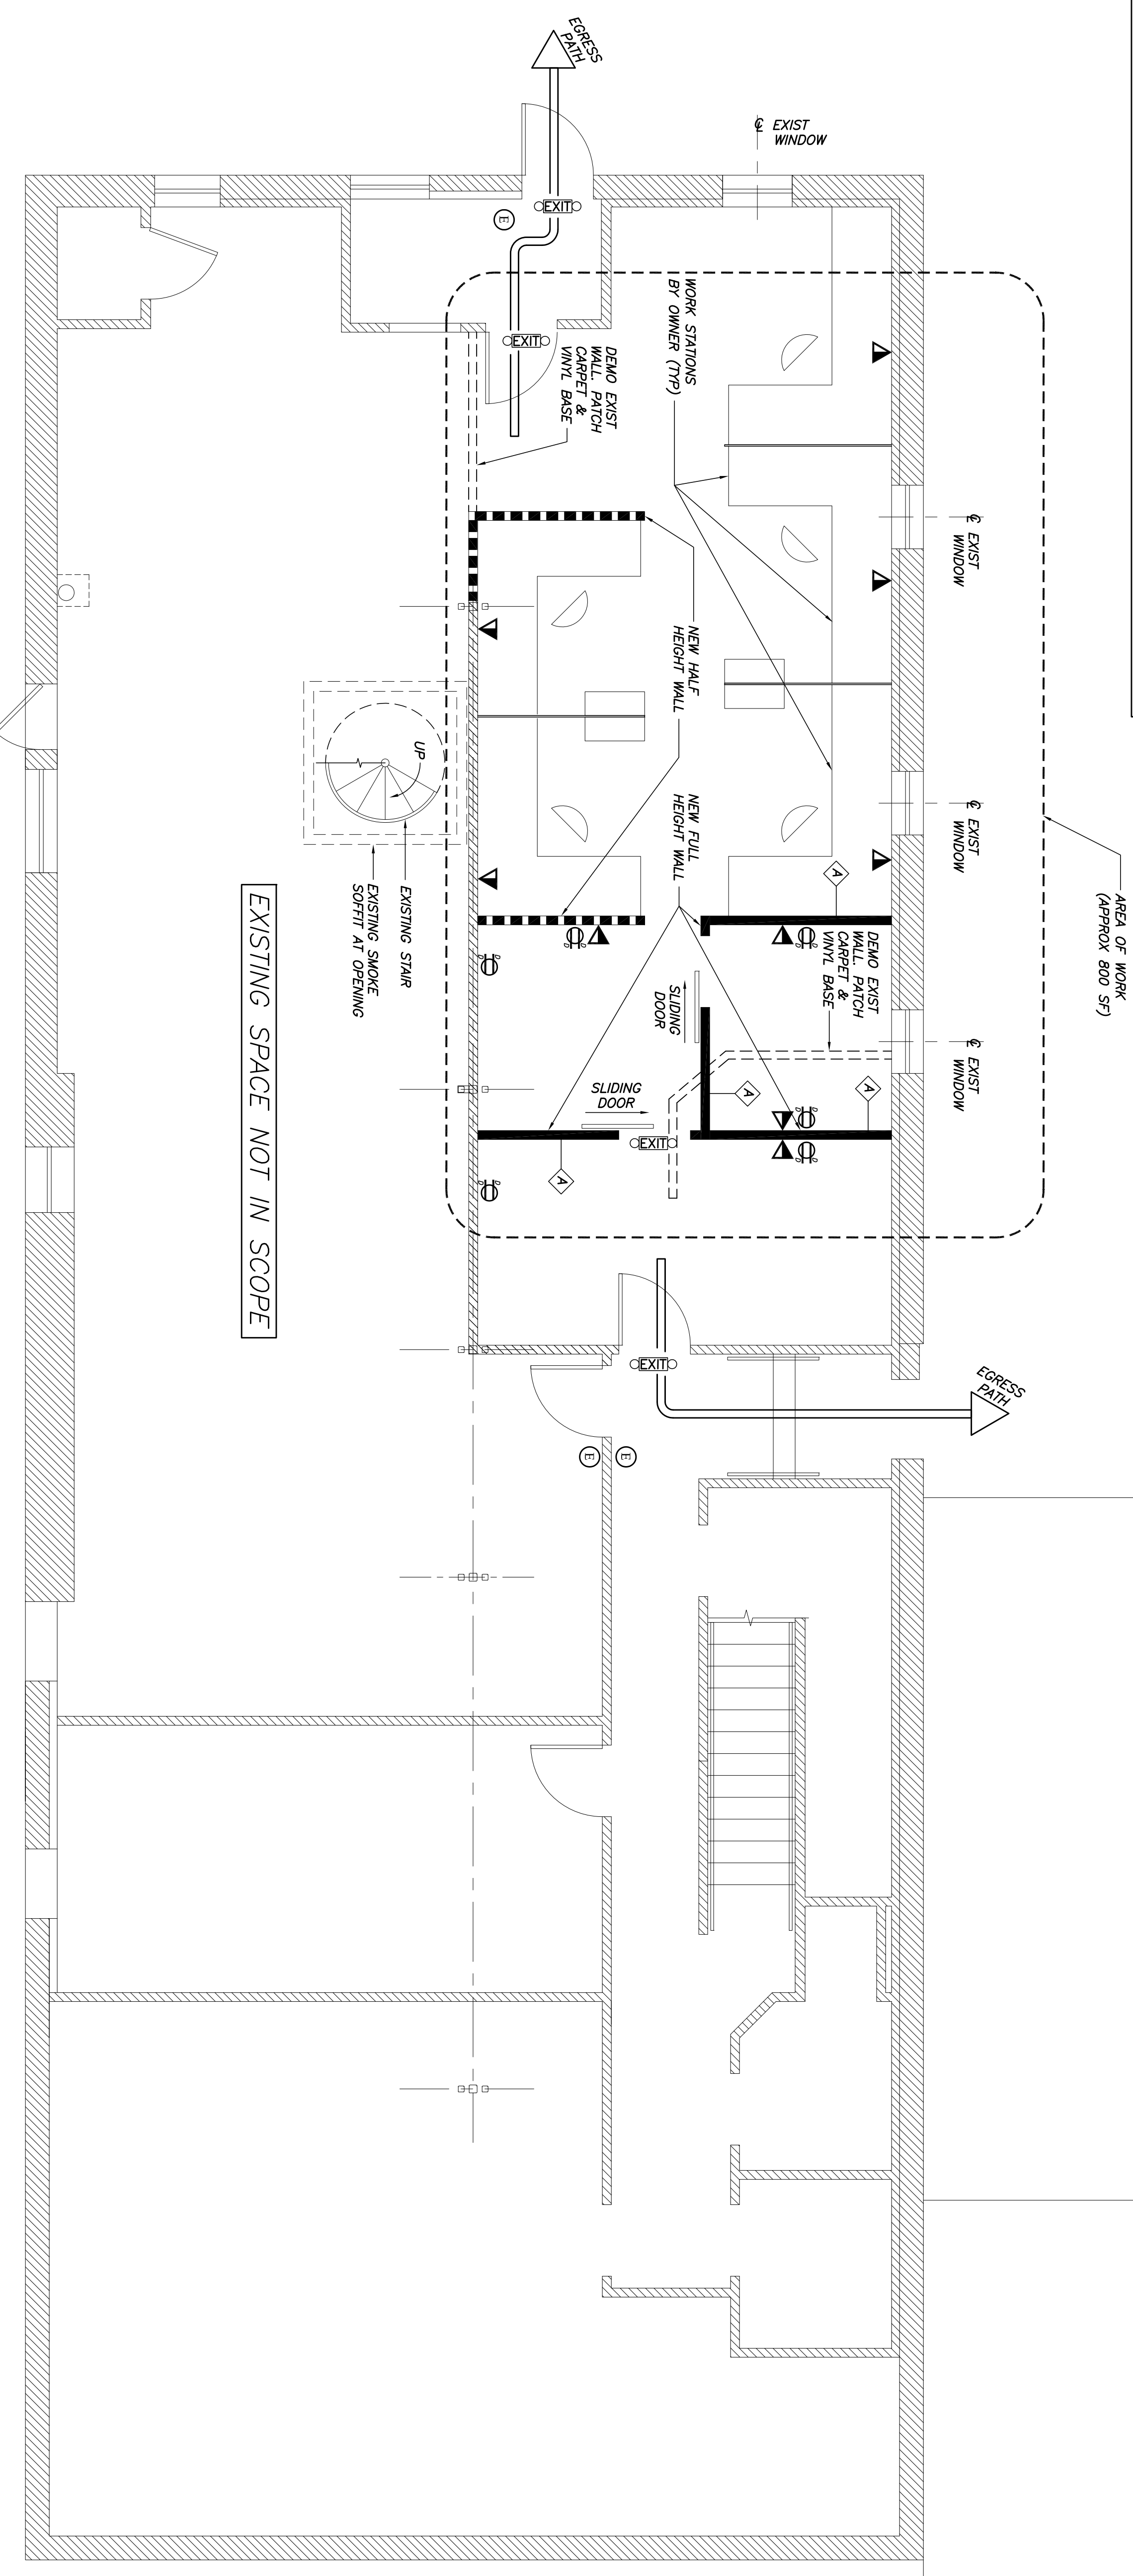 EGRESS
PATH
℄ EXIST
WINDOW
EXIT
E
EXIT
WORK STATIONS
BY OWNER (TYP)
DEMO EXIST
WALL. PATCH
CARPET &
VINYL BASE
℄ EXIST
WINDOW
AREA OF WORK
(APPROX 800 SF)
NEW HALF
HEIGHT WALL
UP
NEW FULL
HEIGHT WALL
℄ EXIST
WINDOW
A
EXISTING STAIR
EXISTING SMOKE
SOFFIT AT OPENING
DEMO EXIST
WALL. PATCH
CARPET &
VINYL BASE
SLIDING
DOOR
℄ EXIST
WINDOW
SLIDING
DOOR
A
A
A
EXIT
EXISTING SPACE NOT IN SCOPE
EXIT
EGRESS
PATH
E
E